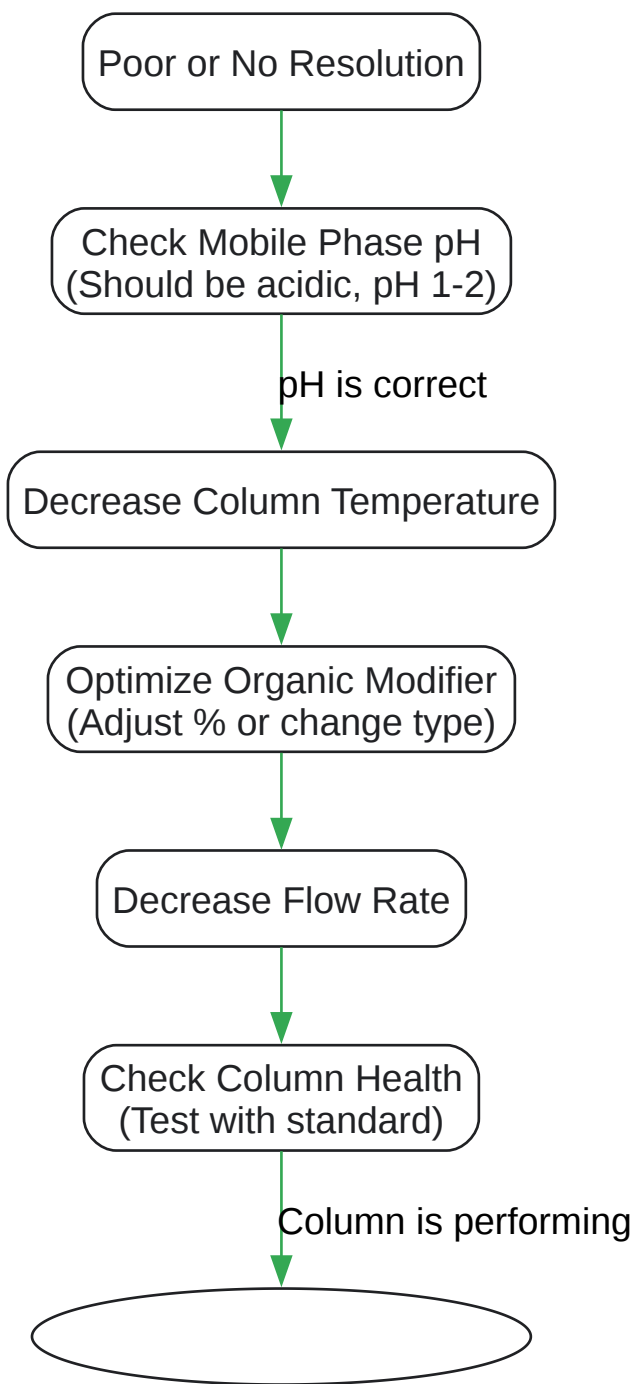 Poor or No Resolution
Check Mobile Phase pH
(Should be acidic, pH 1-2)
pH is correct
Decrease Column Temperature
Optimize Organic Modifier
(Adjust % or change type)
Decrease Flow Rate
Check Column Health
(Test with standard)
Column is performing